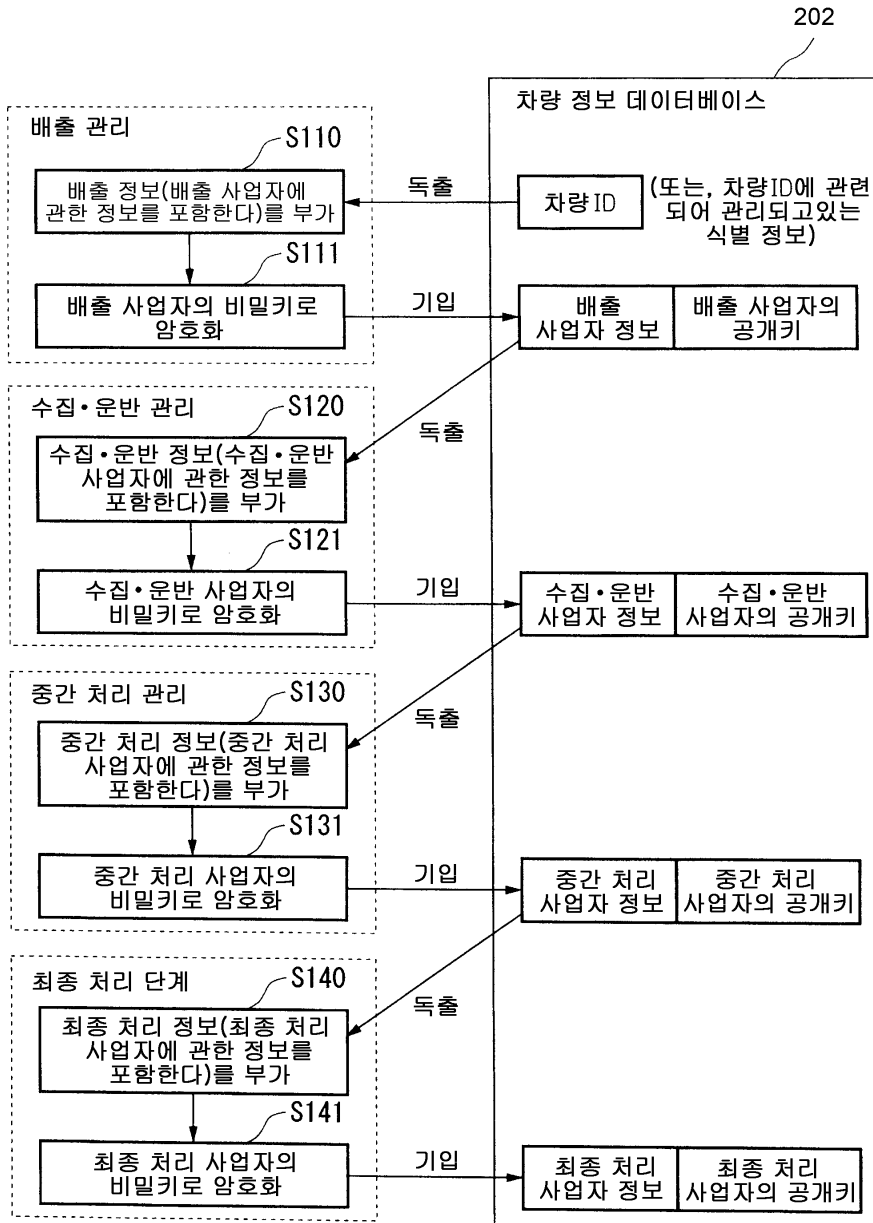 202
차량 정보 데이터베이스
배출 관리
S110
배출 정보(배출 사업자에
관한 정보를 포함한다)를 부가
독출
차량ID
(또는, 차량ID에 관련
되어 관리되고있는
식별 정보)
S111
배출 사업자의 비밀키로
암호화
기입
배출
사업자 정보
배출 사업자의
공개키
수집·운반 관리
S120
독출
수집·운반 정보(수집·운반
사업자에 관한 정보를
포함한다)를 부가
S121
수집·운반 사업자의
비밀키로 암호화
기입
수집·운반
사업자 정보
수집·운반
사업자의 공개키
중간 처리 관리
S130
독출
중간 처리 정보(중간 처리
사업자에 관한 정보를
포함한다)를 부가
S131
중간 처리 사업자의
비밀키로 암호화
기입
중간 처리
사업자 정보
중간 처리
사업자의 공개키
최종 처리 단계
S140
독출
최종 처리 정보(최종 처리
사업자에 관한 정보를
포함한다)를 부가
S141
최종 처리 사업자의
비밀키로 암호화
기입
최종 처리
사업자 정보
최종 처리
사업자의 공개키